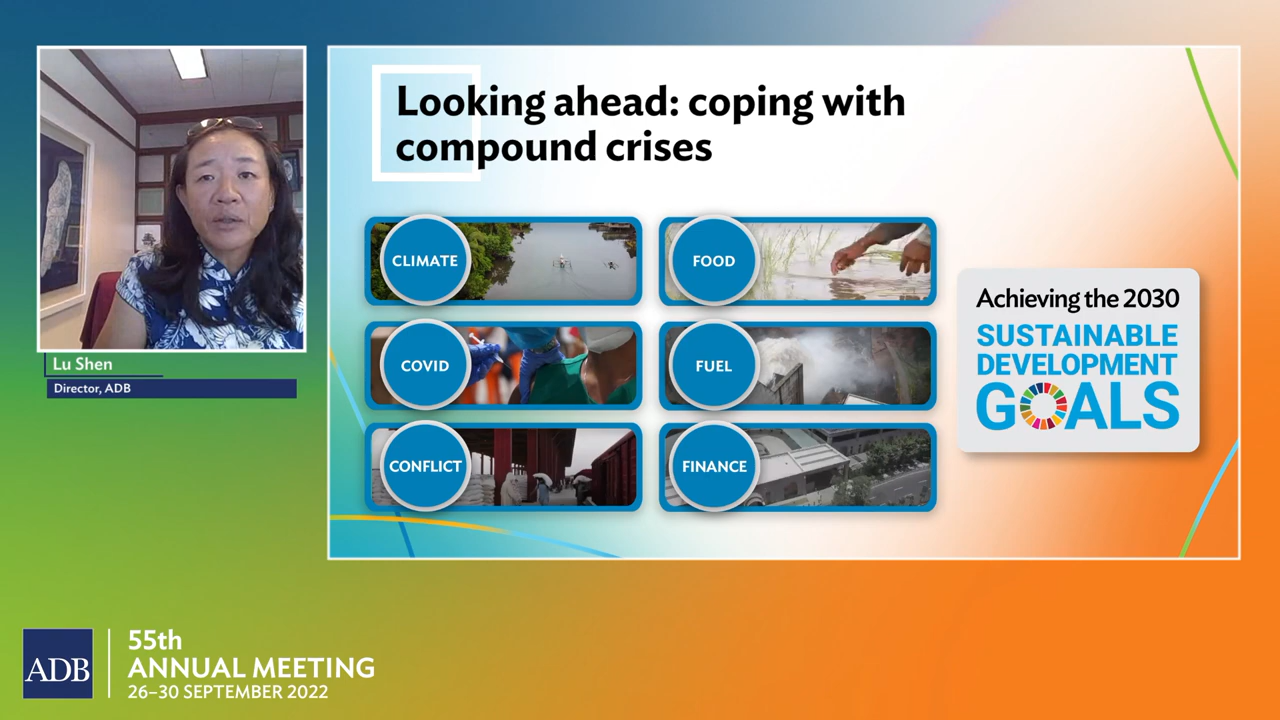 Looking ahead: coping with
compound crises
CLIMATE
FOOD
COVID
FUEL
CONFLICT
FINANCE
Achieving the 2030
SUSTAINABLE
DEVELOPMENT
GOALS
Lu Shen
Director, ADB
ADB
55th
ANNUAL MEETING
26–30 SEPTEMBER 2022